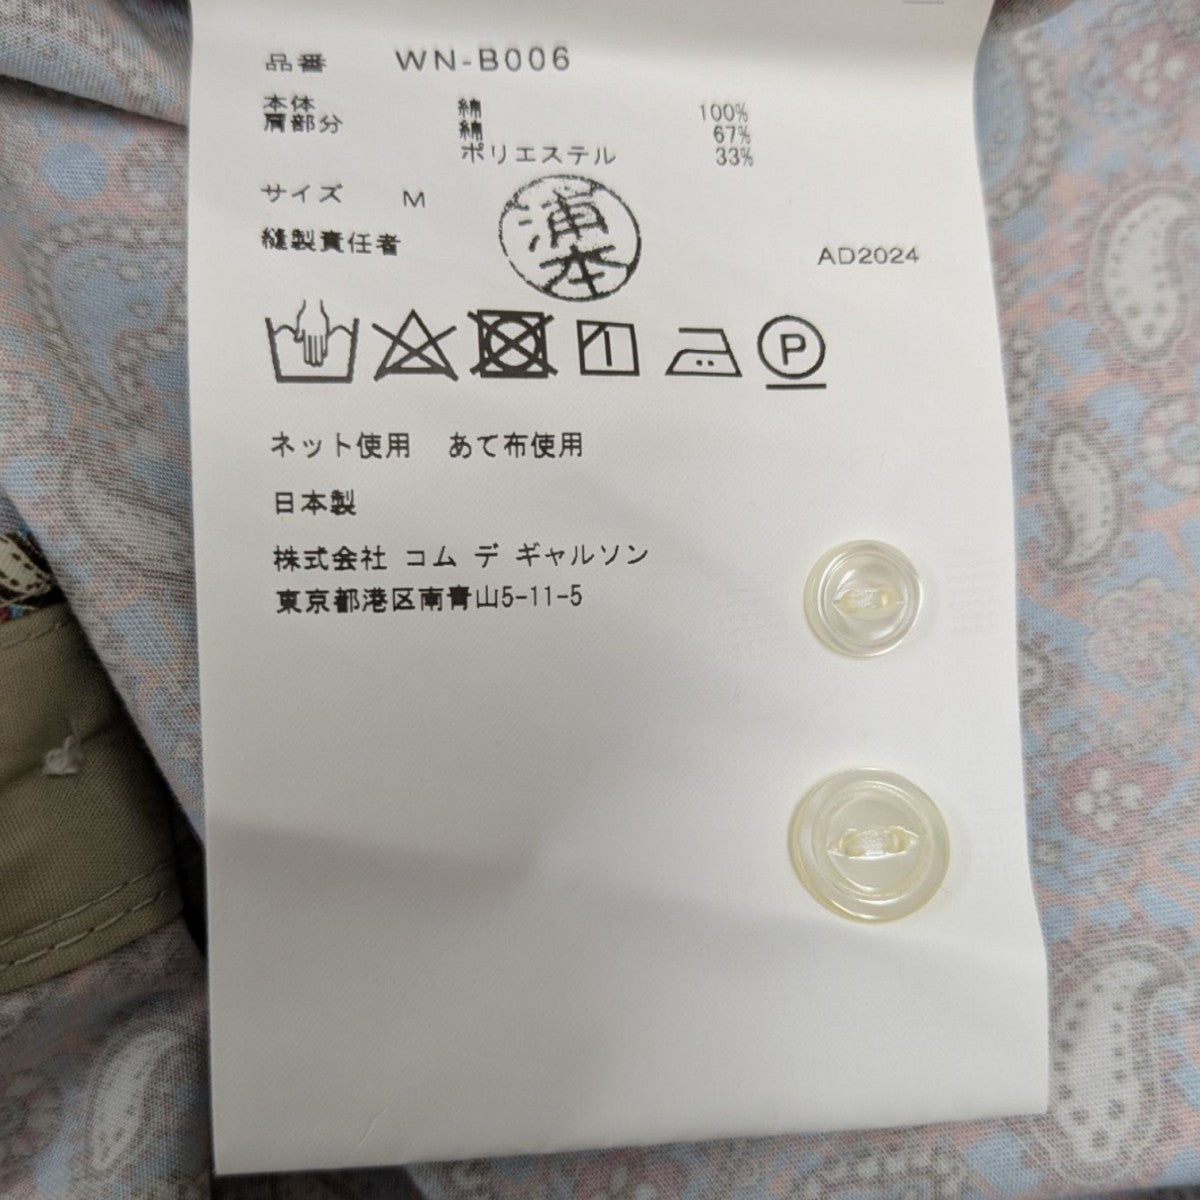 品番 WN-B006
本体 綿 100%
肩部分 綿 67%
ポリエステル 33%
サイズ M
縫製責任者 浦本
AD2024
P
ネット使用 あて布使用
日本製
株式会社 コム デ ギャルソン
東京都港区南青山5-11-5